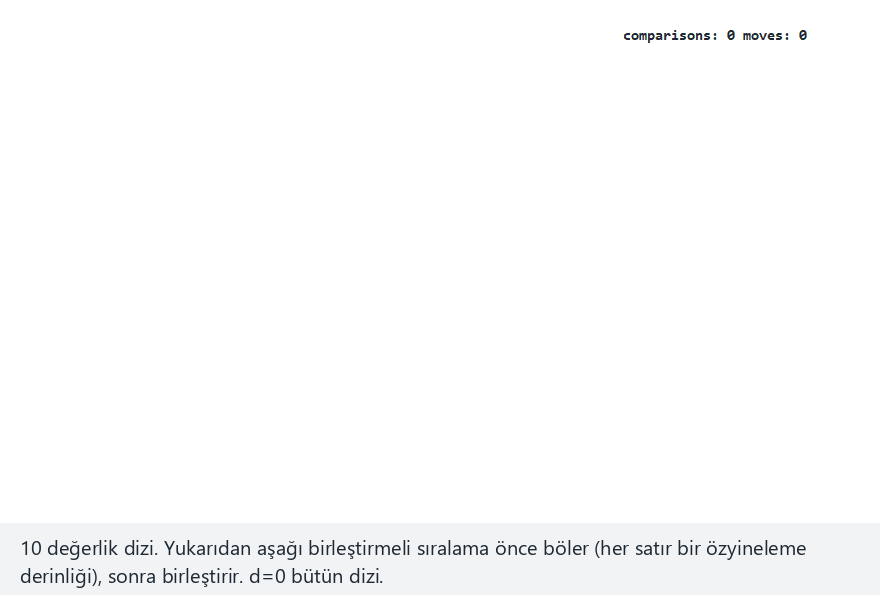 comparisons: 0 moves: 0
10 değerlik dizi. Yukarıdan aşağı birleştirmeli sıralama önce böler (her satır bir özyineleme
derinliği), sonra birleştirir. d=0 bütün dizi.